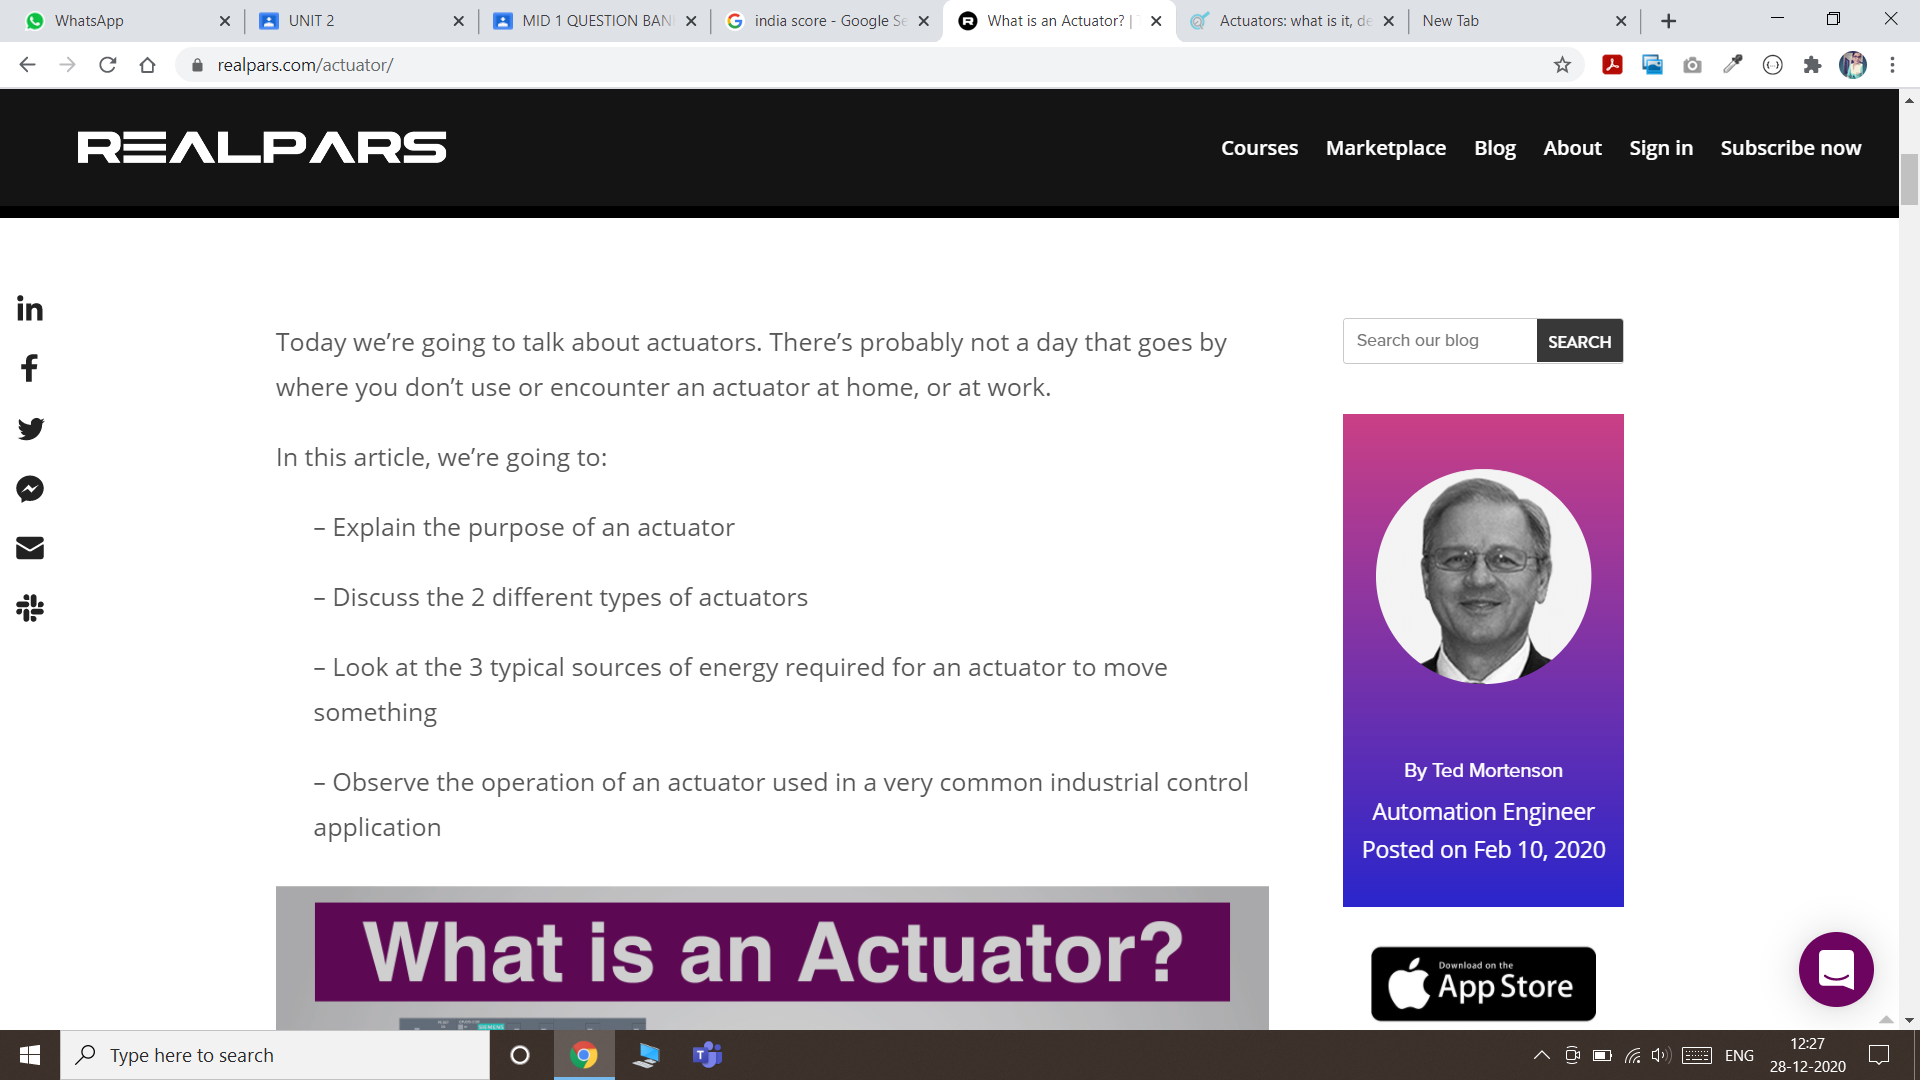 WhatsApp
UNIT 2
MID 1 QUESTION BAN
india score - Google Se
What is an Actuator? |
Actuators: what is it, de
New Tab
realpars.com/actuator/
REALPARS
Courses
Marketplace
Blog
About
Sign in
Subscribe now
Today we’re going to talk about actuators. There’s probably not a day that goes by
where you don’t use or encounter an actuator at home, or at work.
In this article, we’re going to:
– Explain the purpose of an actuator
– Discuss the 2 different types of actuators
– Look at the 3 typical sources of energy required for an actuator to move
something
– Observe the operation of an actuator used in a very common industrial control
application
What is an Actuator?
SIEMENS
Search our blog
SEARCH
By Ted Mortenson
Automation Engineer
Posted on Feb 10, 2020
Download on the
App Store
Type here to search
ENG
12:27
28-12-2020